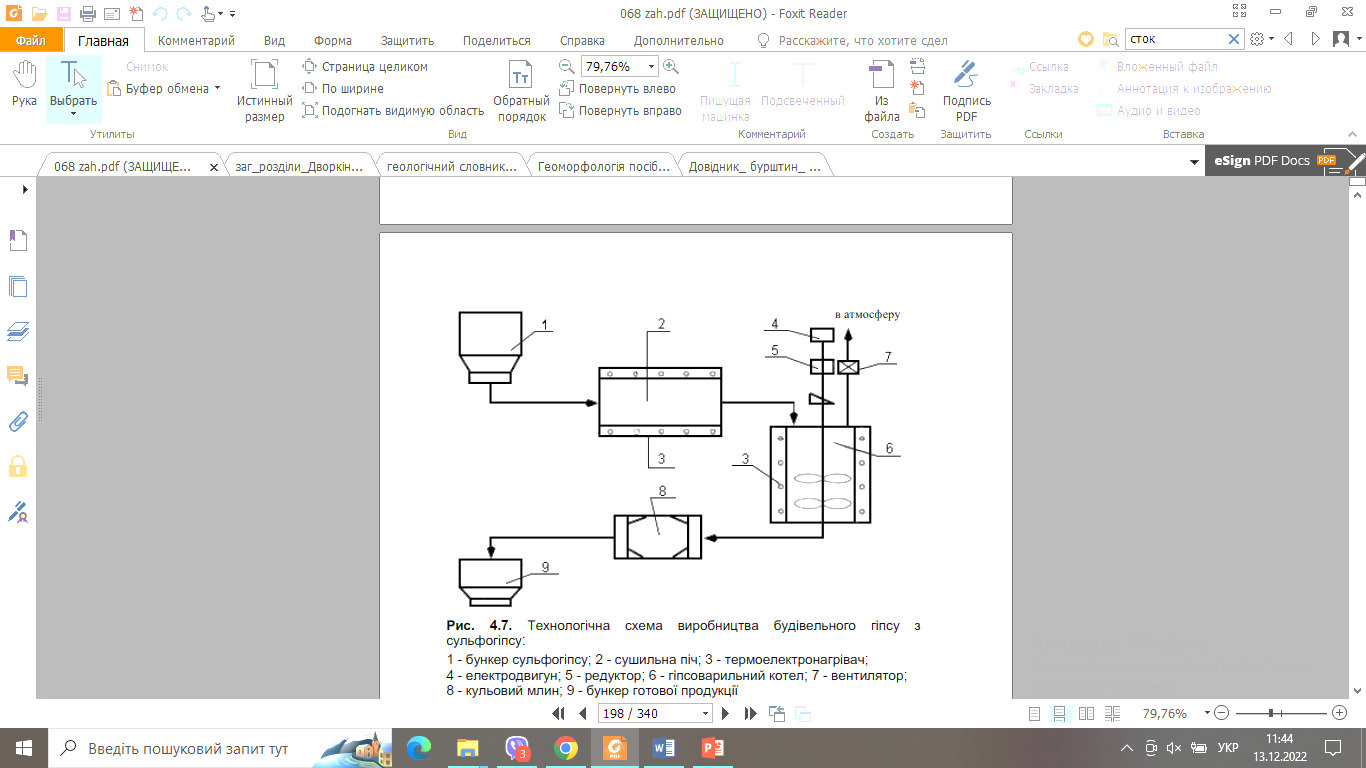 068 zah.pdf (ЗАЩИЩЕНО) - Foxit Reader
Файл Главная Комментарий Вид Форма Защитить Поделиться Справка Дополнительно Расскажите, что хотите сделать сток
Рука
Выбрать
Снимок
Буфер обмена
Утилиты
Истинный размер
Страница целиком
По ширине
Подогнать видимую область
Обратный порядок
79,76%
Повернуть влево
Повернуть вправо
Вид
Пишущая машинка
Подсвеченный
Комментарий
Из файла
Создать
Подпись PDF
Защитить
Ссылка
Закладка
Ссылки
Вложенный файл
Аннотация к изображению
Аудио и видео
Вставка
068 zah.pdf (ЗАЩИЩЕ... заг_розділи_Дворкін... геологічний словник... Геоморфологія посіб... Довідник_ бурштин_ ... eSign PDF Docs PDF
в атмосферу
1
2
4
5
7
3
3
6
8
9
Рис. 4.7. Технологічна схема виробництва будівельного гіпсу з
сульфогіпсу:
1 - бункер сульфогіпсу; 2 - сушильна піч; 3 - термоелектронагрівач;
4 - електродвигун; 5 - редуктор; 6 - гіпсоварильний котел; 7 - вентилятор;
8 - кульовий млин; 9 - бункер готової продукції
198 / 340
79,76%
Введіть пошуковий запит тут
3
УКР
11:44
13.12.2022